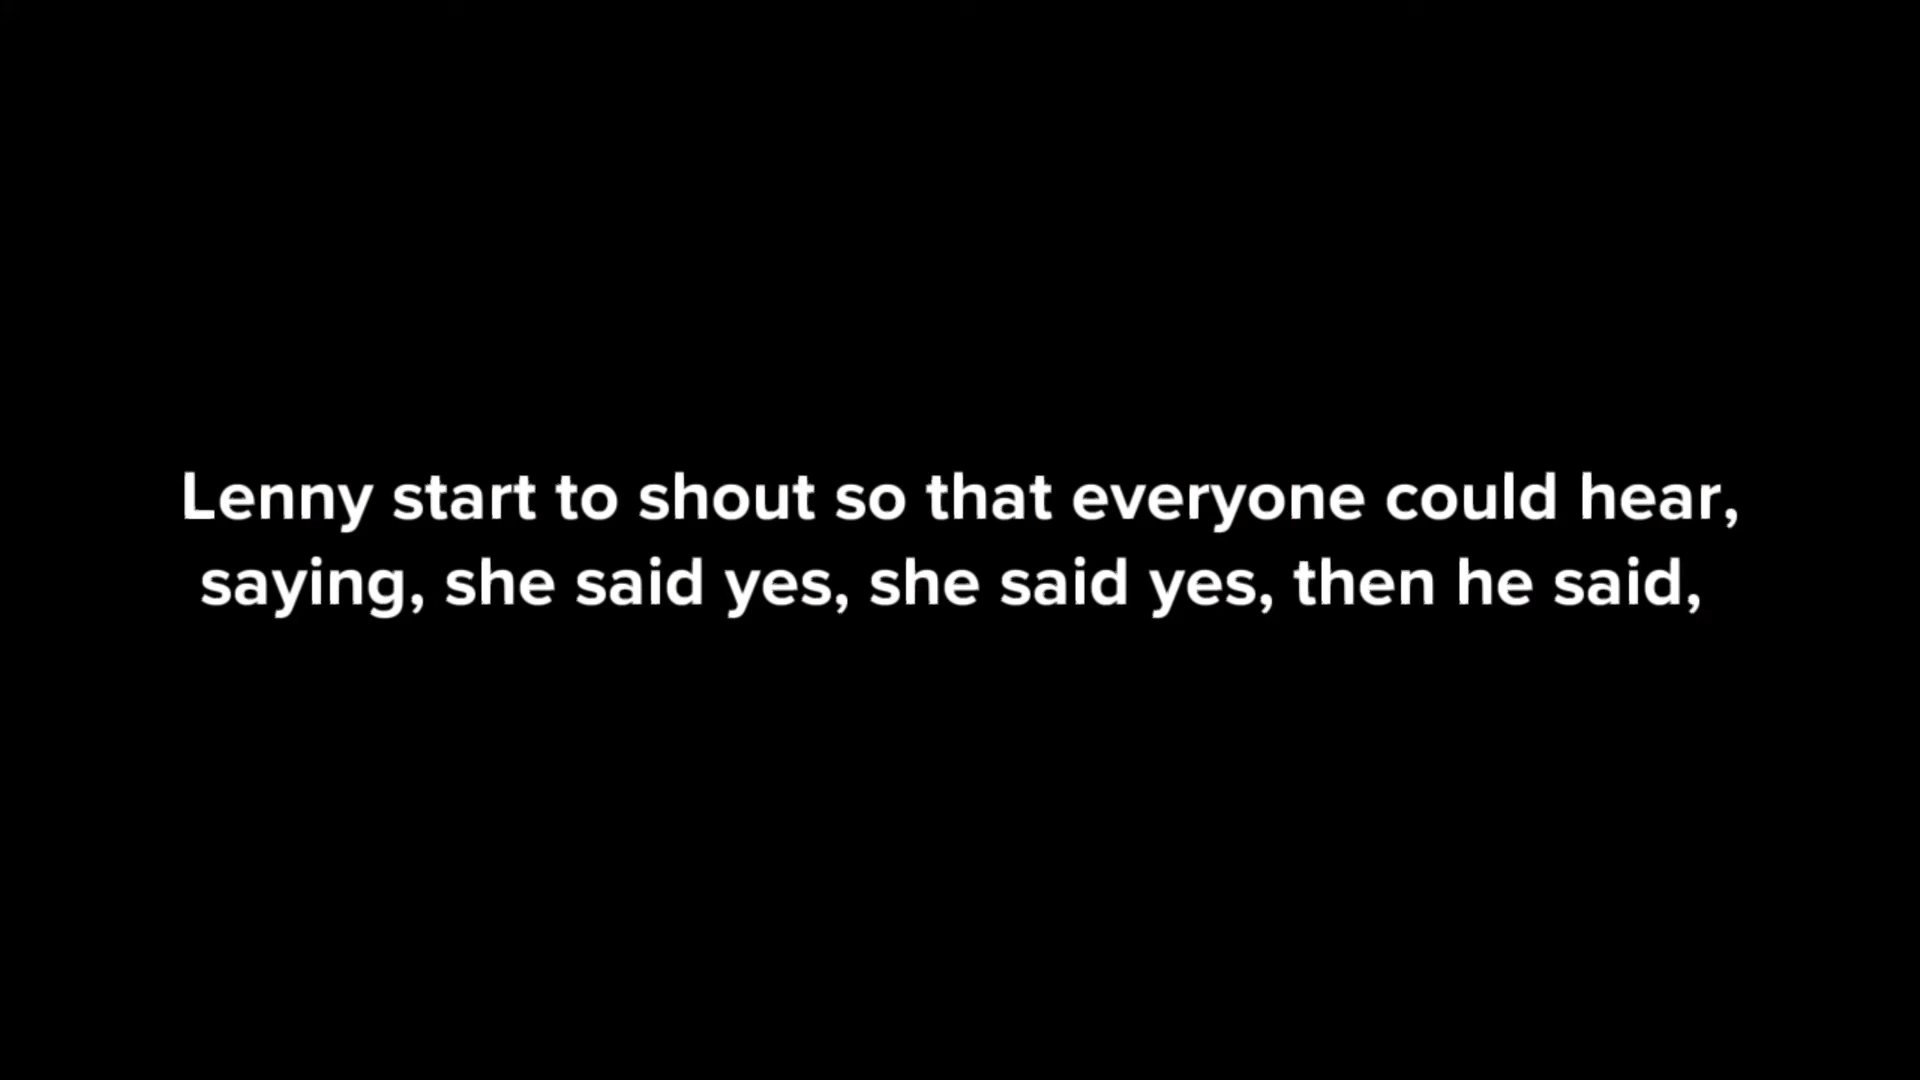 Lenny start to shout so that everyone could hear,
saying, she said yes, she said yes, then he said,